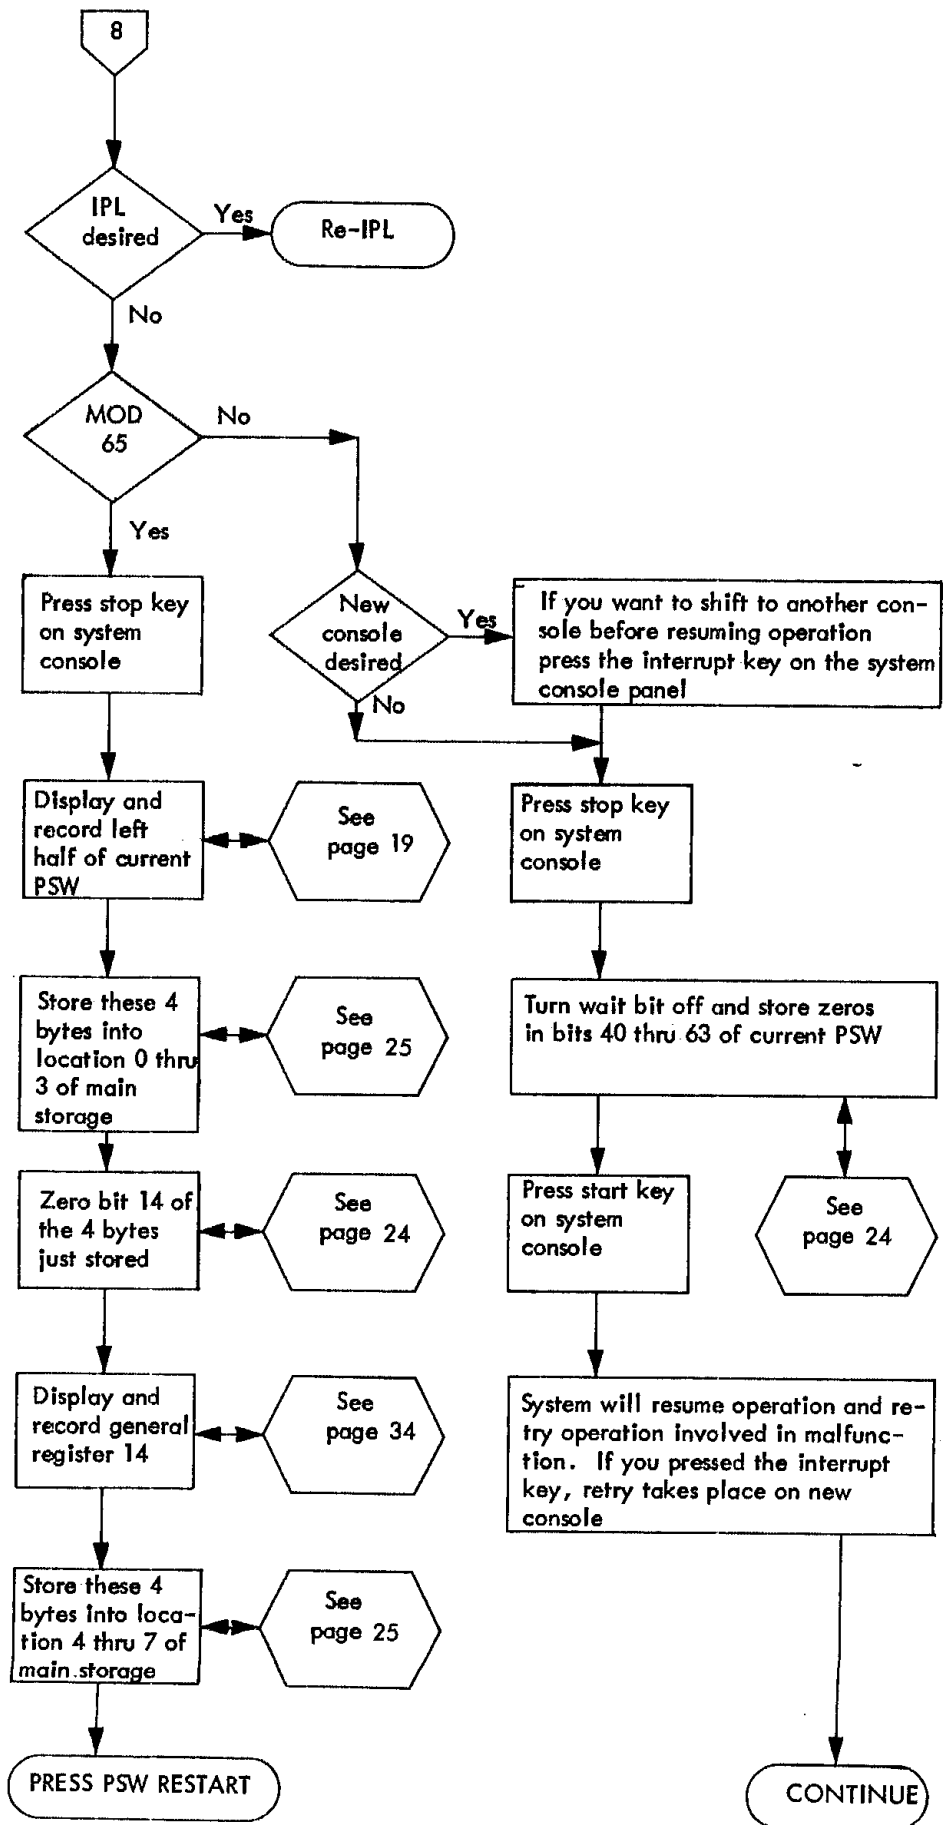 8
IPL
desired
Yes
Re-IPL
No
MOD
65
No
Yes
Press stop key
on system
console
New
console
desired
Yes
No
If you want to shift to another con-
sole before resuming operation
press the interrupt key on the system
console panel
Display and
record left
half of current
PSW
See
page 19
Press stop key
on system
console
Store these 4
bytes into
location 0 thru
3 of main
storage
See
page 25
Turn wait bit off and store zeros
in bits 40 thru 63 of current PSW
Zero bit 14 of
the 4 bytes
just stored
See
page 24
Press start key
on system
console
See
page 24
Display and
record general
register 14
See
page 34
System will resume operation and re-
try operation involved in malfunc-
tion. If you pressed the interrupt
key, retry takes place on new
console
Store these 4
bytes into loca-
tion 4 thru 7 of
main storage
See
page 25
PRESS PSW RESTART
CONTINUE